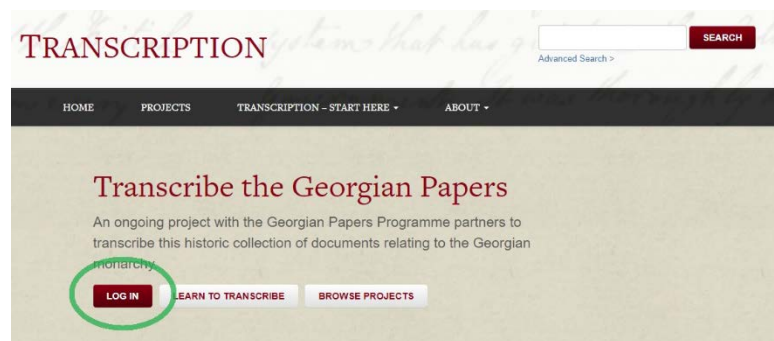 TRANSCRIPTION
SEARCH
Advanced Search >
HOME PROJECTS TRANSCRIPTION – START HERE ABOUT
Transcribe the Georgian Papers
An ongoing project with the Georgian Papers Programme partners to
transcribe this historic collection of documents relating to the Georgian
monarchy.
LOG IN LEARN TO TRANSCRIBE BROWSE PROJECTS